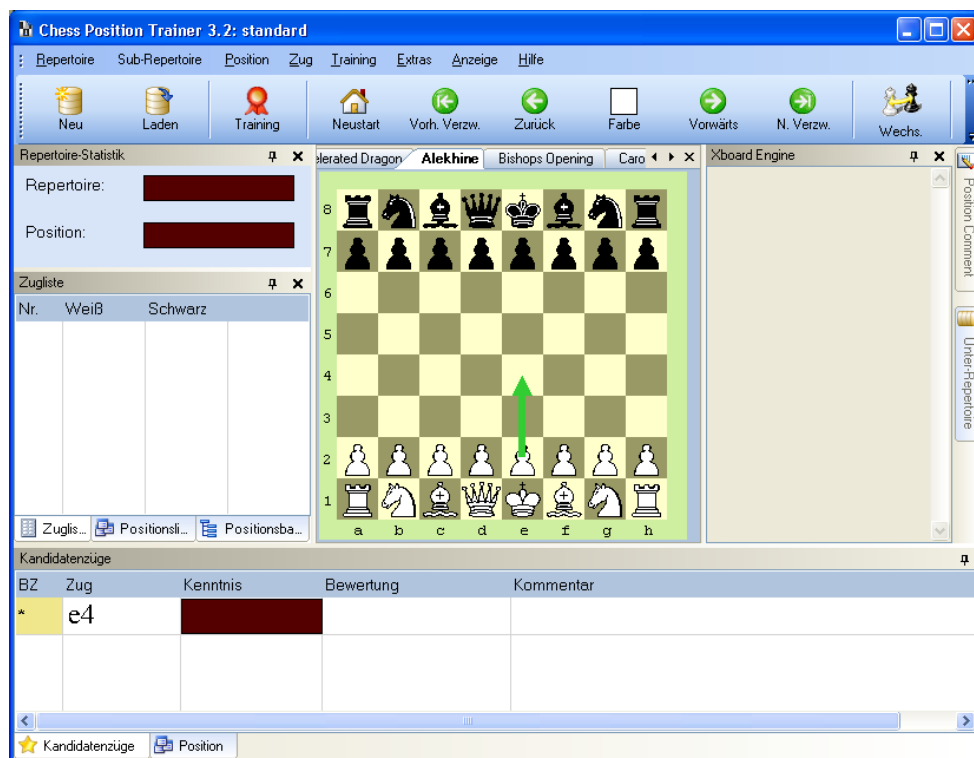 Chess Position Trainer 3.2: standard
Repertoire Sub-Repertoire Position Zug Training Extras Anzeige Hilfe
Neu Laden Training Neustart Vorh. Verzw. Zurück Farbe Vorwärts N. Verzw. Wechs.
Repertoire-Statistik
elerated Dragon Alekhine Bishops Opening Caro
Xboard Engine
Repertoire:
Position:
Zugliste
Nr. Weiß Schwarz
8
7
6
5
4
3
2
1
a b c d e f g h
Position Comment
Unter-Repertoire
Zuglis... Positionsli... Positionsba...
Kandidatenzüge
BZ Zug Kenntnis Bewertung Kommentar
* e4
Kandidatenzüge Position